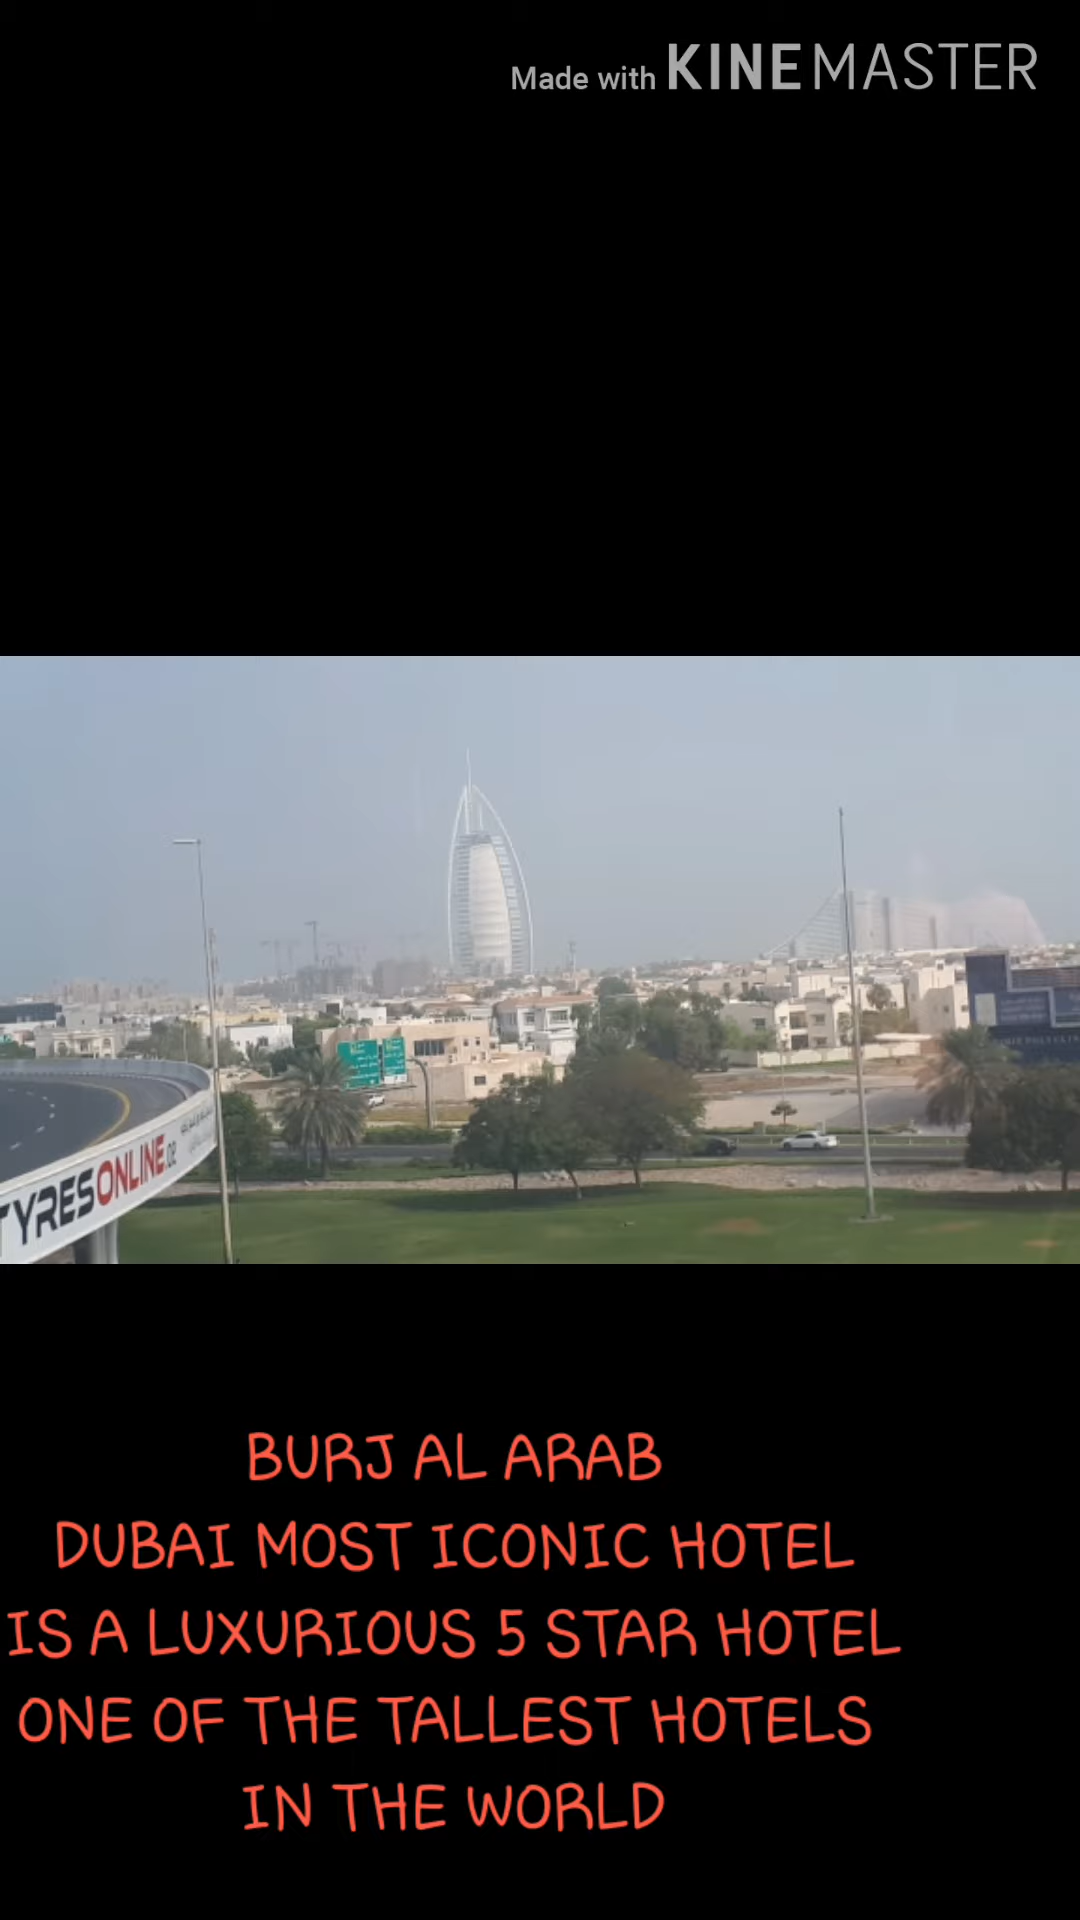 Made with KINEMASTER
TYRESONLINE.ae
BURJ AL ARAB
DUBAI MOST ICONIC HOTEL
IS A LUXURIOUS 5 STAR HOTEL
ONE OF THE TALLEST HOTELS
IN THE WORLD